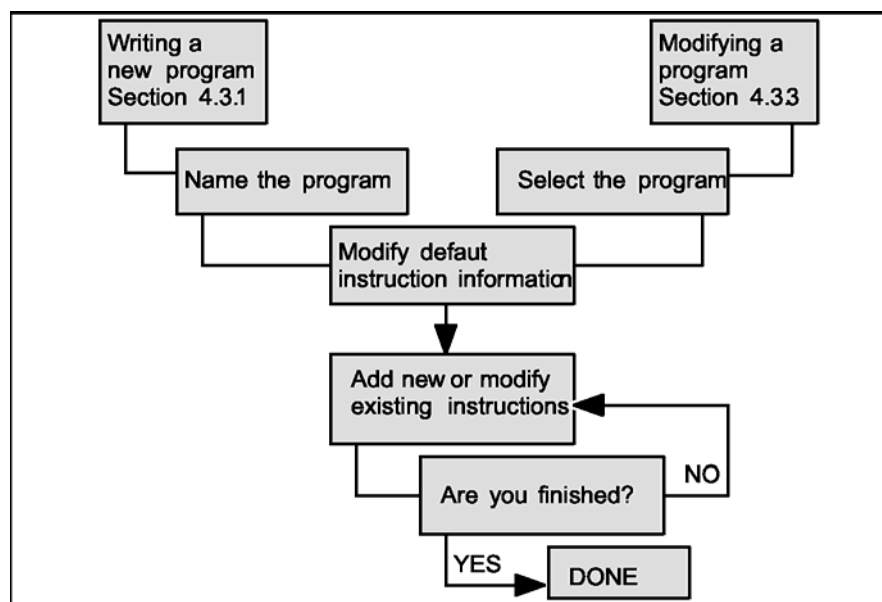 Writing a
new program
Section 4.3.1
Modifying a
program
Section 4.3.3
Name the program
Select the program
Modify defaut
instruction information
Add new or modify
existing instructions
NO
Are you finished?
YES
DONE